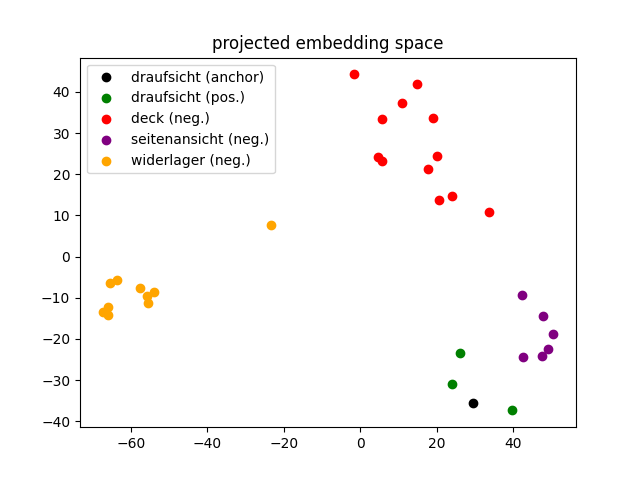 projected embedding space
draufsicht (anchor)
draufsicht (pos.)
deck (neg.)
seitenansicht (neg.)
widerlager (neg.)
40
30
20
10
0
−10
−20
−30
−40
−60
−40
−20
0
20
40